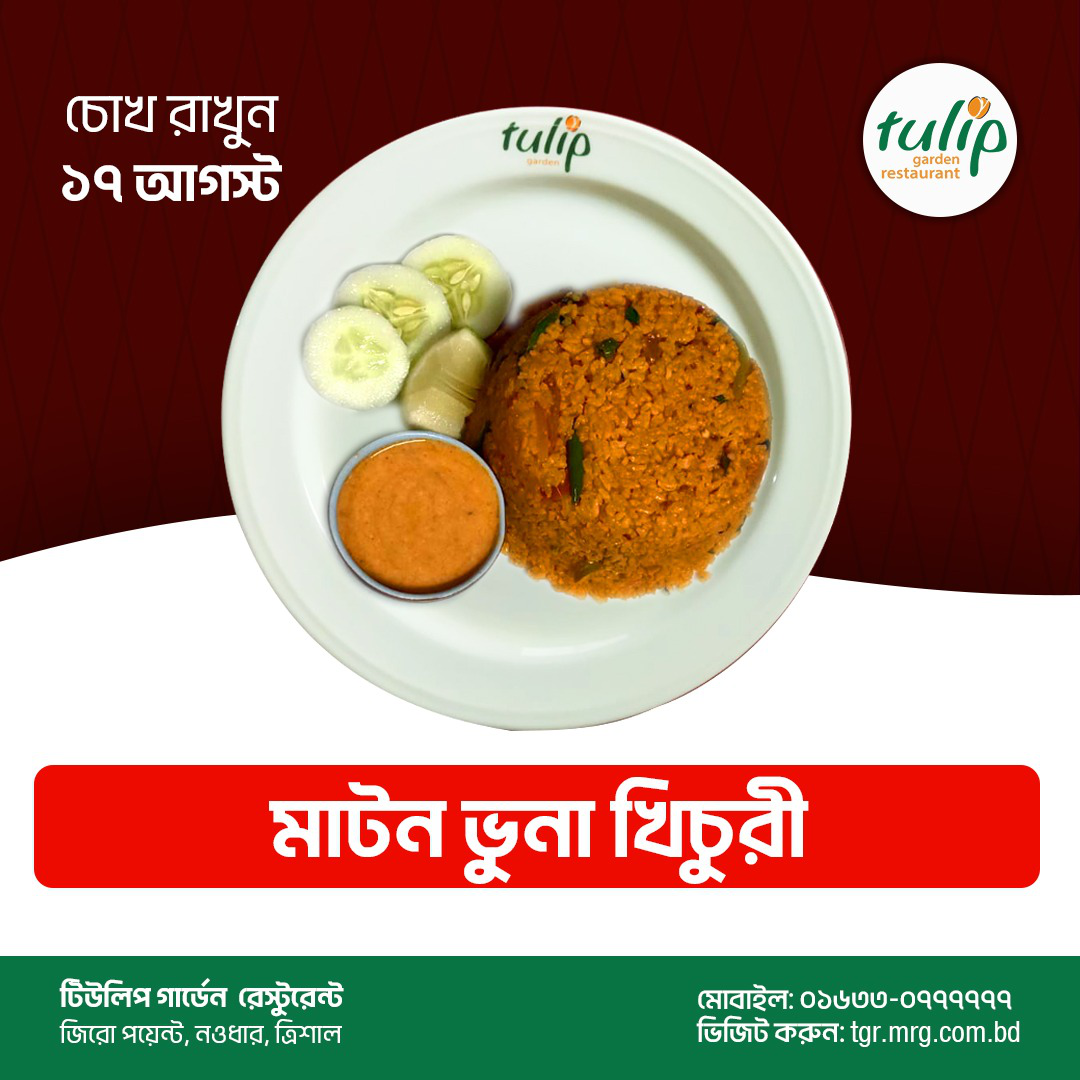 চোখ রাখুন
১৭ আগস্ট
tulip
garden
restaurant
tulip
garden
মাটন ভুনা খিচুরী
টিউলিপ গার্ডেন রেস্টুরেন্ট
জিরো পয়েন্ট, নওধার, ত্রিশাল
মোবাইল: ০১৬৩৩-০৭৭৭৭৭৭
ভিজিট করুন: tgr.mrg.com.bd